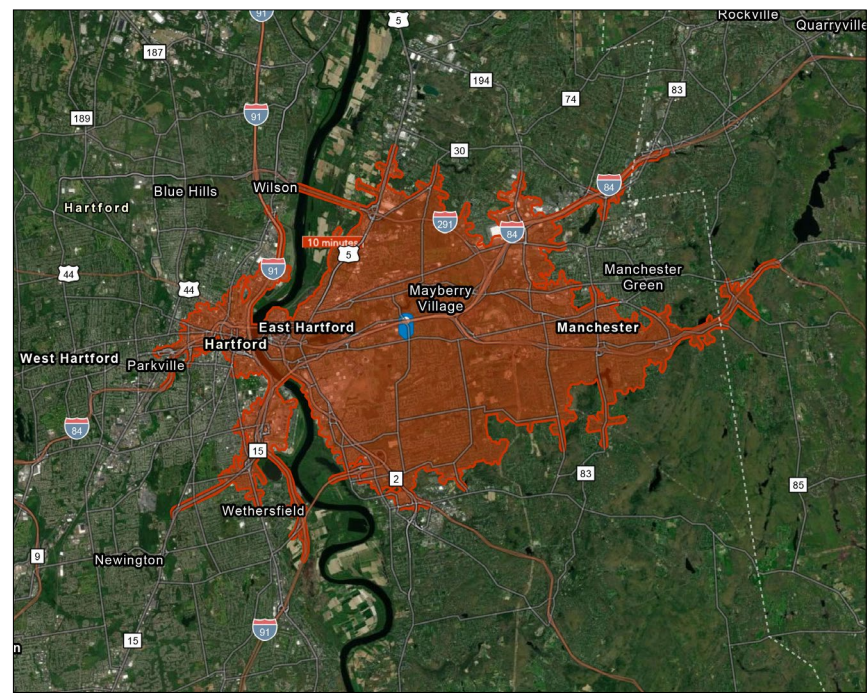 Rockville
Quarryville
91
5
187
194
74
83
91
189
30
84
Blue Hills
Wilson
Hartford
291
84
10 minutes
5
91
44
44
Manchester
Green
Mayberry
Village
East Hartford
Manchester
Hartford
West Hartford
Parkville
84
15
2
83
85
Wethersfield
9
Newington
91
15
n